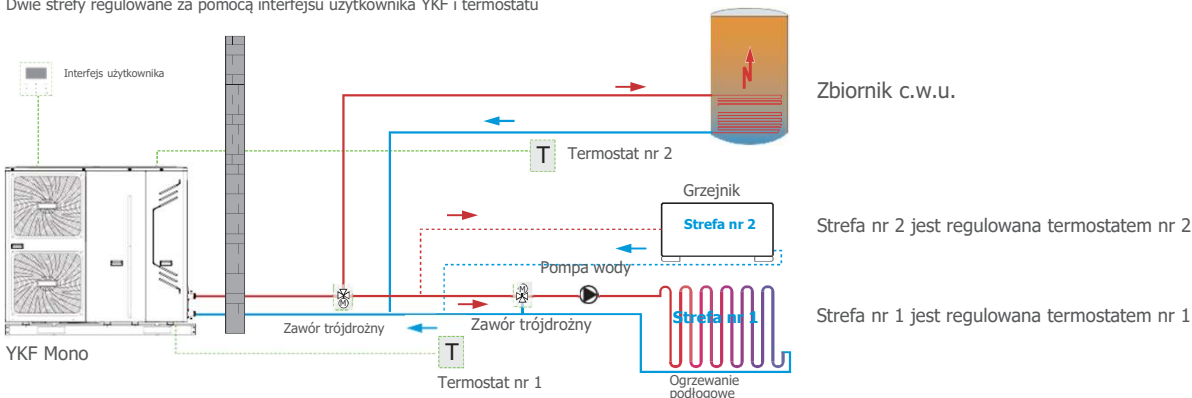 Dwie strefy regulowane za pomocą interfejsu użytkownika YKF i termostatu
Interfejs użytkownika
Zbiornik c.w.u.
T
Termostat nr 2
Grzejnik
Strefa nr 2
Strefa nr 2 jest regulowana termostatem nr 2
Pompa wody
M
M
Zawór trójdrożny
Zawór trójdrożny
Strefa nr 1
Strefa nr 1 jest regulowana termostatem nr 1
YKF Mono
T
Termostat nr 1
Ogrzewanie
podłogowe